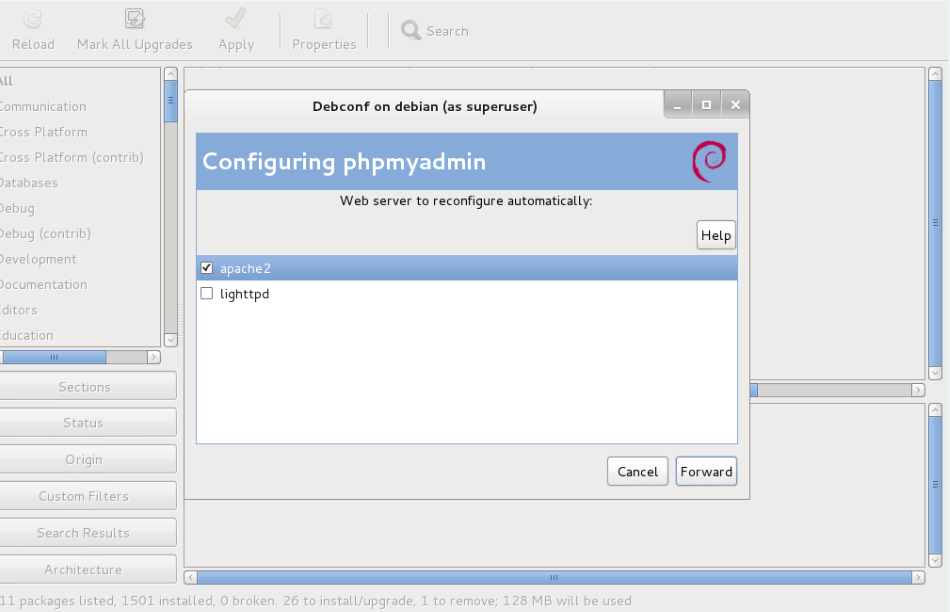 Reload Mark All Upgrades Apply Properties Search
All
Communication
Cross Platform
Cross Platform (contrib)
Databases
Debug
Debug (contrib)
Development
Documentation
Editors
Education
Sections
Status
Origin
Custom Filters
Search Results
Architecture
Debconf on debian (as superuser)
Configuring phpmyadmin
Web server to reconfigure automatically:
Help
apache2
lighttpd
Cancel Forward
11 packages listed, 1501 installed, 0 broken. 26 to install/upgrade, 1 to remove; 128 MB will be used